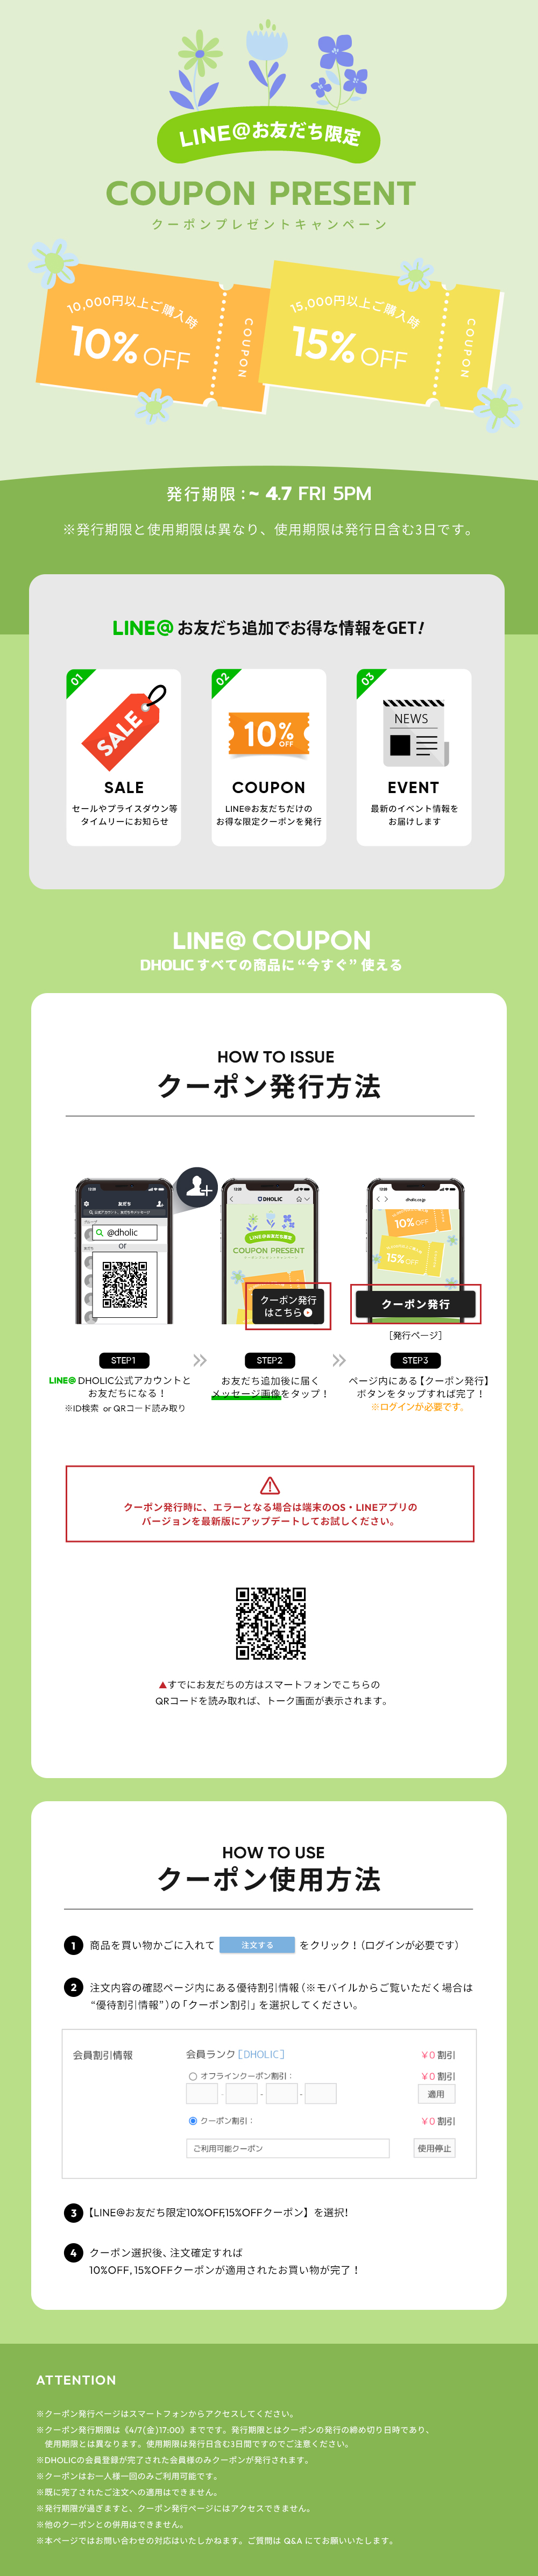 LINE@お友だち限定
COUPON PRESENT
クーポンプレゼントキャンペーン
10,000円以上ご購入時
10% OFF
COUPON
15,000円以上ご購入時
15% OFF
COUPON
発行期限：~ 4.7 FRI 5PM
※発行期限と使用期限は異なり、使用期限は発行日含む3日です。
LINE@ お友だち追加でお得な情報をGET!
01
SALE
SALE
セールやプライスダウン等
タイムリーにお知らせ
02
10% OFF
COUPON
LINE@お友だちだけの
お得な限定クーポンを発行
03
NEWS
EVENT
最新のイベント情報を
お届けします
LINE@ COUPON
DHOLIC すべての商品に“今すぐ” 使える
HOW TO ISSUE
クーポン発行方法
友だち
@dholic
or
DHOLIC
LINE@お友だち限定
COUPON PRESENT
クーポン発行
はこちら
dholic.co.jp
10% OFF
15% OFF
クーポン発行
［発行ページ］
STEP1
LINE@ DHOLIC公式アカウントと
お友だちになる！
※ID検索 or QRコード読み取り
STEP2
お友だち追加後に届く
メッセージ画像をタップ！
STEP3
ページ内にある【クーポン発行】
ボタンをタップすれば完了！
※ログインが必要です。
クーポン発行時に、エラーとなる場合は端末のOS・LINEアプリの
バージョンを最新版にアップデートしてお試しください。
▲すでにお友だちの方はスマートフォンでこちらの
QRコードを読み取れば、トーク画面が表示されます。
HOW TO USE
クーポン使用方法
1 商品を買い物かごに入れて 注文する をクリック！（ログインが必要です）
2 注文内容の確認ページ内にある優待割引情報（※モバイルからご覧いただく場合は
“優待割引情報”）の「クーポン割引」を選択してください。
会員割引情報 会員ランク［DHOLIC］ ￥0 割引
オフラインクーポン割引： ￥0 割引
- - - 適用
クーポン割引： ￥0 割引
ご利用可能クーポン 使用停止
3 【LINE@お友だち限定10%OFF,15%OFFクーポン】を選択!
4 クーポン選択後、注文確定すれば
10%OFF, 15%OFFクーポンが適用されたお買い物が完了！
ATTENTION
※クーポン発行ページはスマートフォンからアクセスしてください。
※クーポン発行期限は《4/7(金)17:00》までです。発行期限とはクーポンの発行の締め切り日時であり、
使用期限とは異なります。使用期限は発行日含む3日間ですのでご注意ください。
※DHOLICの会員登録が完了された会員様のみクーポンが発行されます。
※クーポンはお一人様一回のみご利用可能です。
※既に完了されたご注文への適用はできません。
※発行期限が過ぎますと、クーポン発行ページにはアクセスできません。
※他のクーポンとの併用はできません。
※本ページではお問い合わせの対応はいたしかねます。ご質問は Q&A にてお願いいたします。